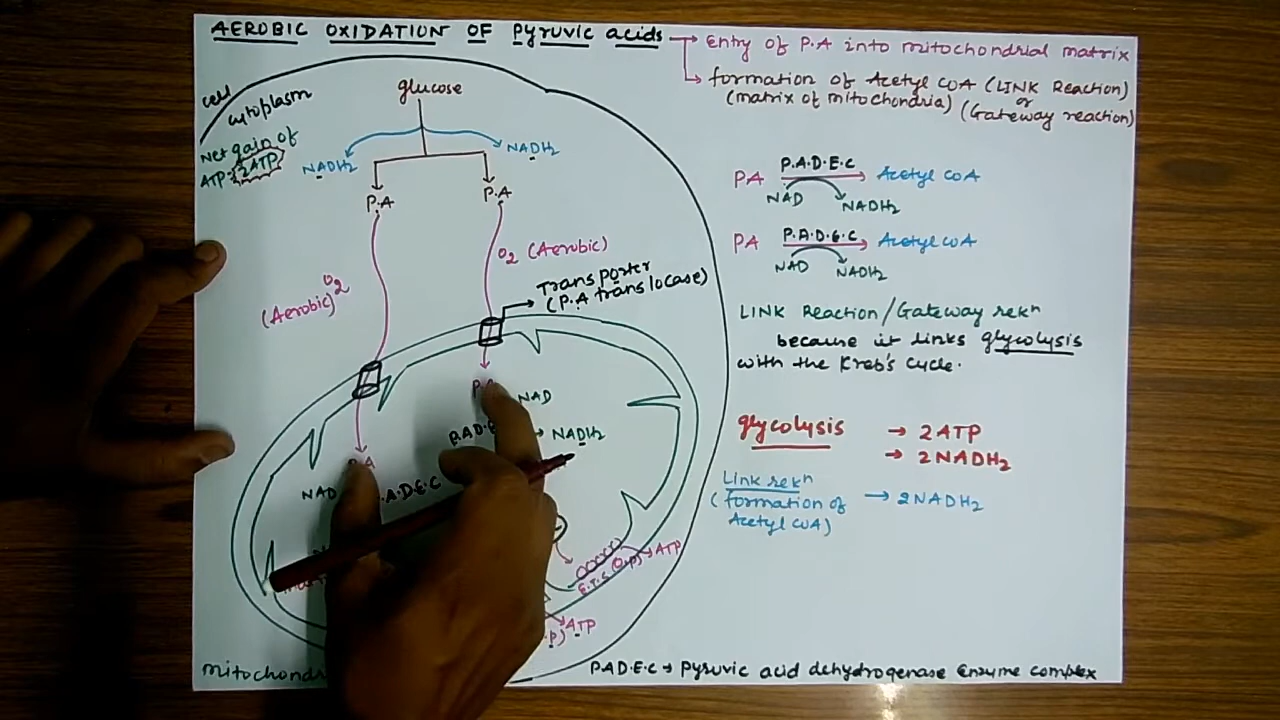 AEROBIC OXIDATION OF Pyruvic acids
Entry of P.A into mitochondrial matrix
formation of Acetyl COA (LINK Reaction)
(matrix of mitochondria) or
(Gateway reaction)
cell
cytoplasm
Net gain of
ATP = 2ATP
glucose
NADH2
NADH2
P.A
P.A
O2 (Aerobic)
(Aerobic) O2
Transporter
(P.A translocase)
P.A.D.E.C
PA Acetyl COA
NAD NADH2
P.A.D.E.C
PA Acetyl COA
NAD NADH2
LINK Reaction/Gateway rekn
because it links glycolysis
with the Kreb's Cycle.
NAD
NADH2
NAD
.A.D.E.C
glycolysis → 2ATP
→ 2NADH2
Link rekn
(formation of → 2NADH2
Acetyl COA)
E.T.S (O.P) → ATP
.P) ATP
mitochondri
P.A.D.E.C → Pyruvic acid dehydrogenase Enzyme complex